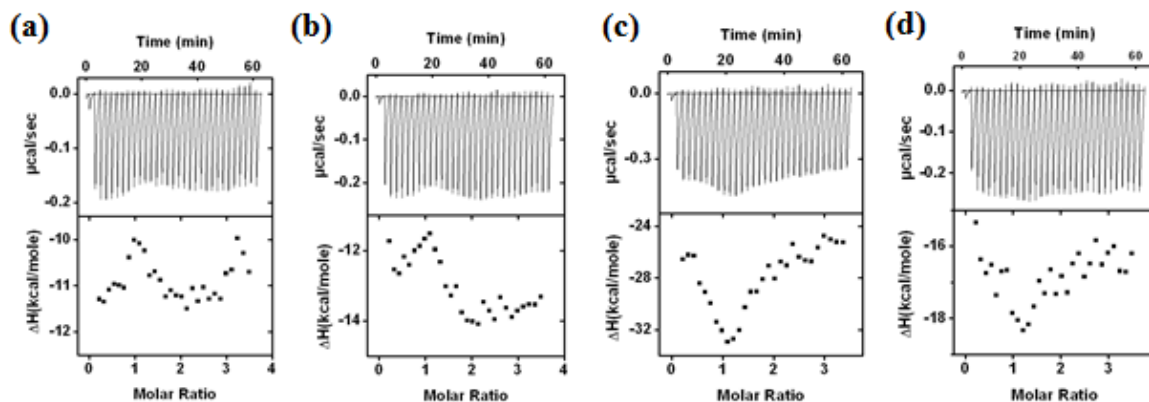 (a)
Time (min)
0 20 40 60
0.0
-0.1
-0.2
µcal/sec
-10
-11
-12
ΔH(kcal/mole)
0 1 2 3 4
Molar Ratio
(b)
Time (min)
0 20 40 60
0.0
-0.1
-0.2
µcal/sec
-12
-14
ΔH(kcal/mole)
0 1 2 3 4
Molar Ratio
(c)
Time (min)
0 20 40 60
0.0
-0.3
µcal/sec
-24
-28
-32
ΔH(kcal/mole)
0 1 2 3
Molar Ratio
(d)
Time (min)
0 20 40 60
0.0
-0.1
-0.2
µcal/sec
-16
-18
ΔH(kcal/mole)
0 1 2 3
Molar Ratio